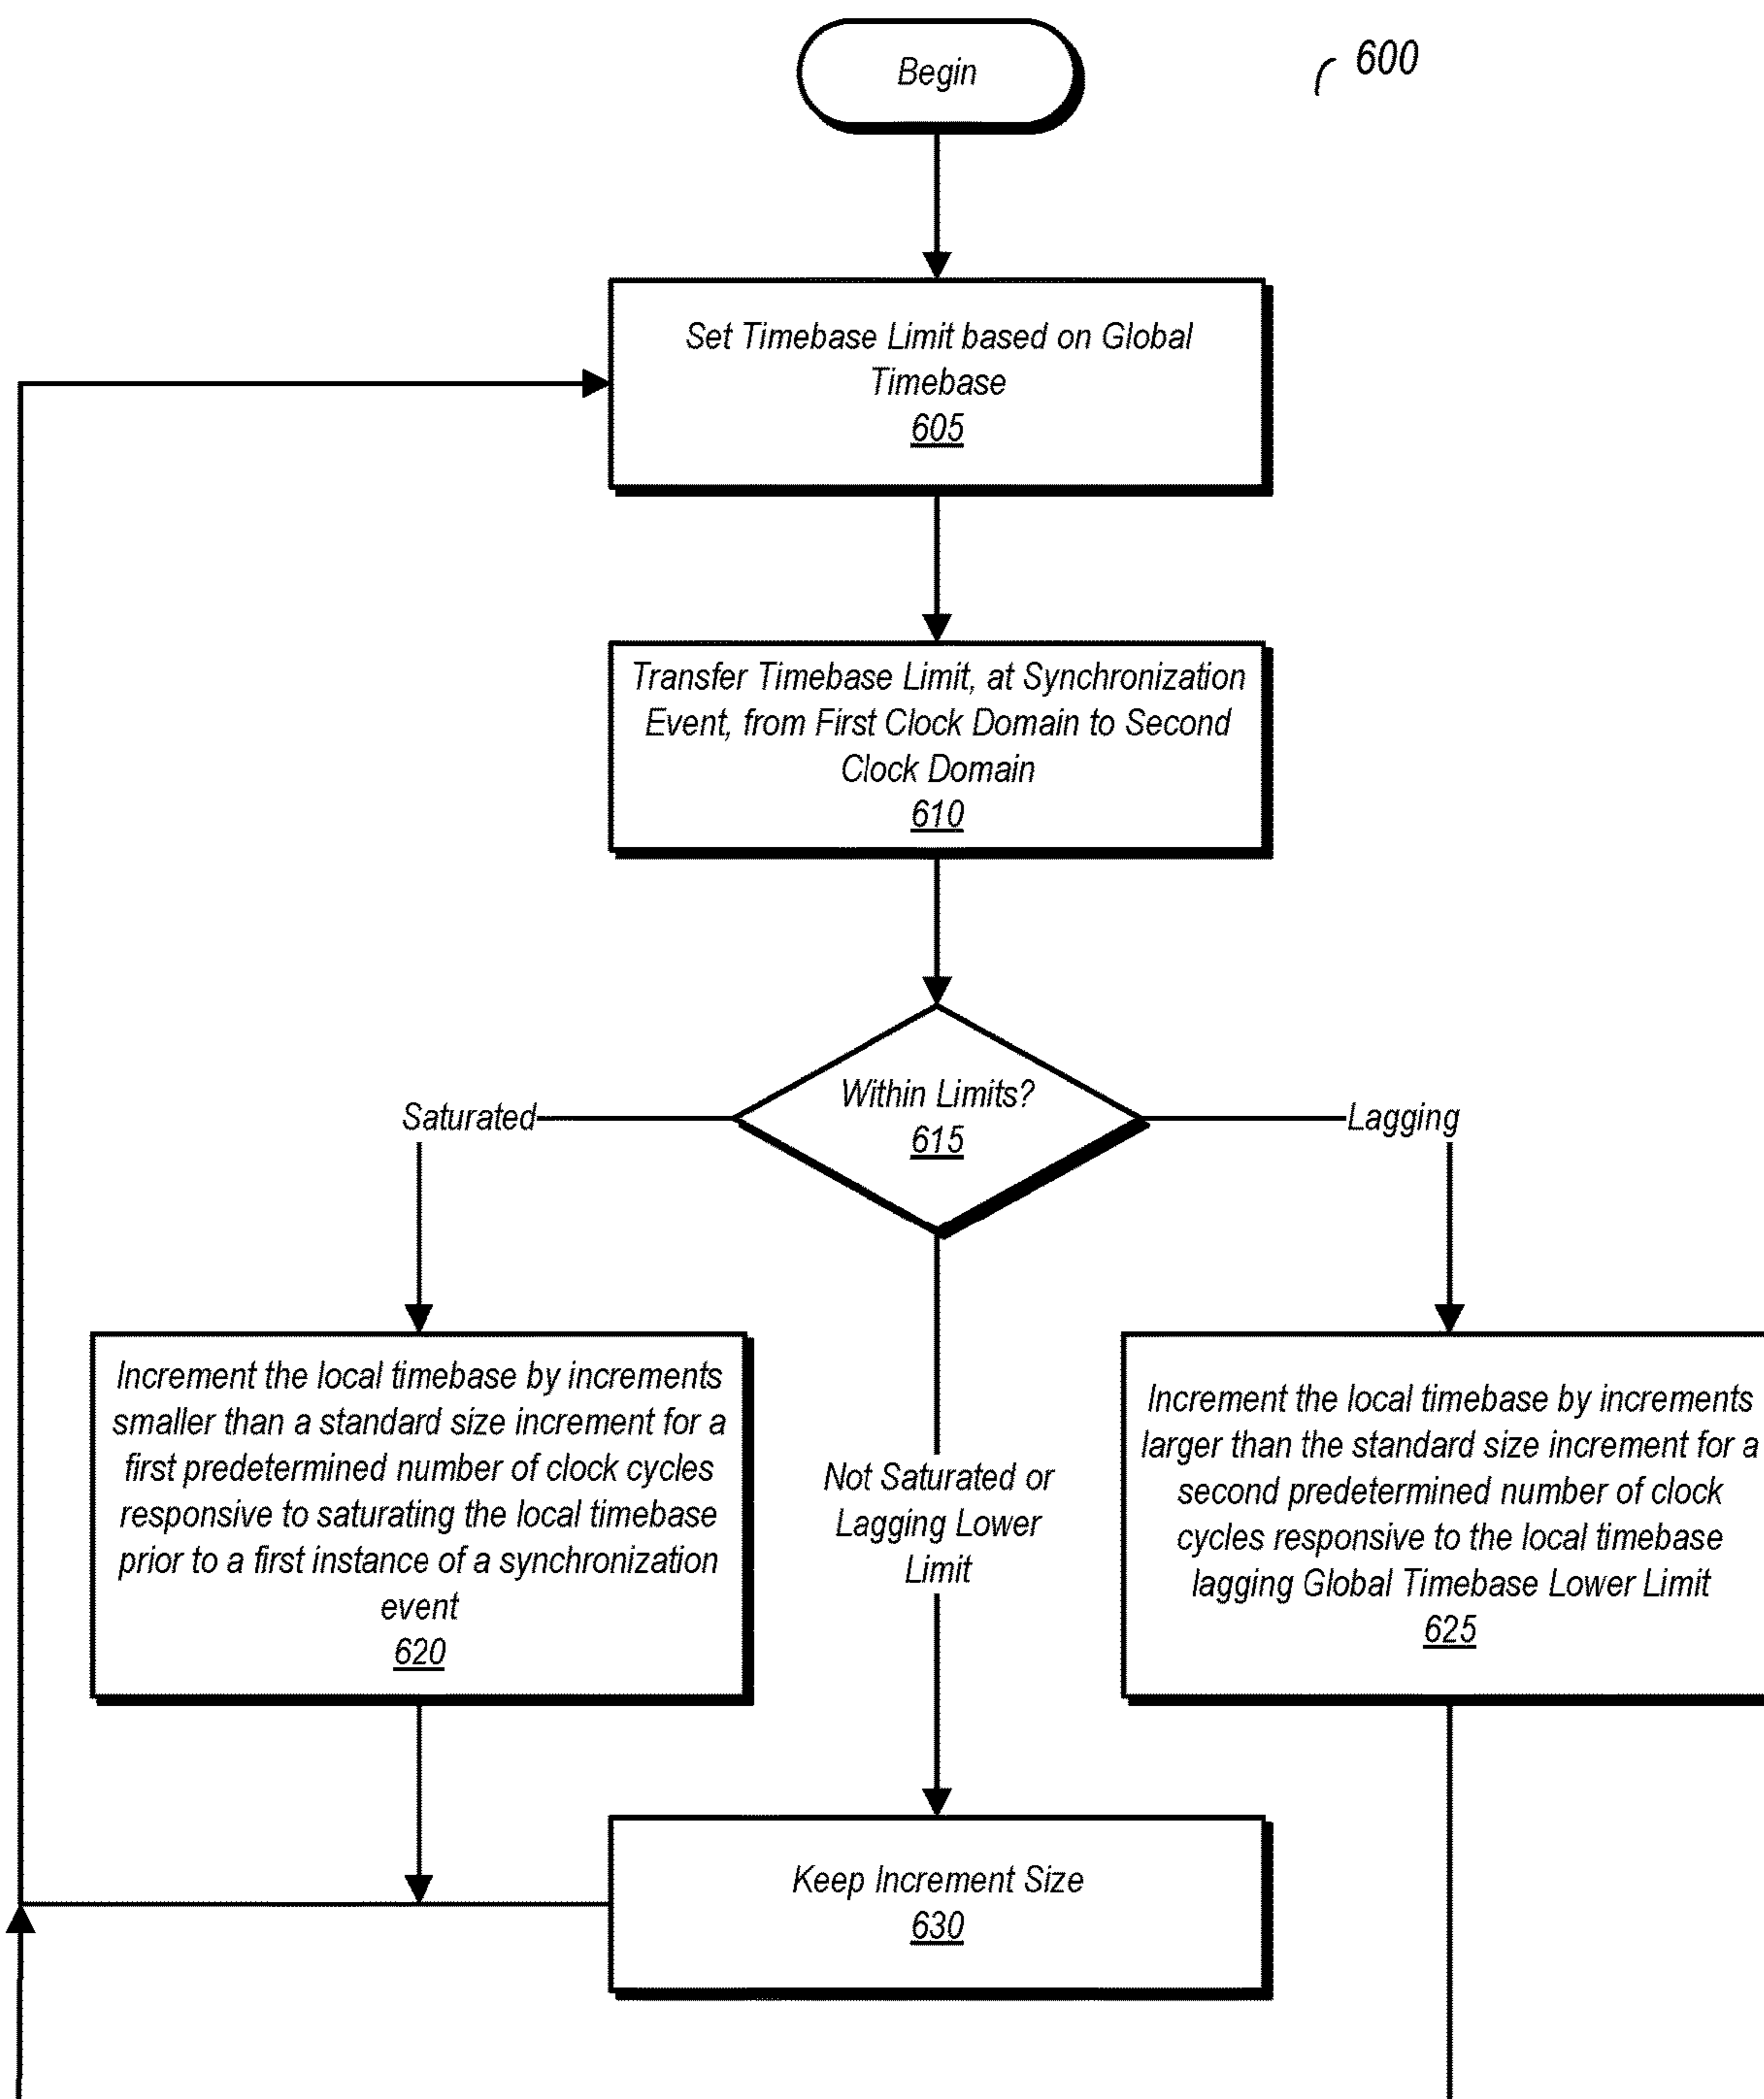 Begin
600
Set Timebase Limit based on Global
Timebase
605
Transfer Timebase Limit, at Synchronization
Event, from First Clock Domain to Second
Clock Domain
610
Within Limits?
615
Saturated
Lagging
Increment the local timebase by increments
smaller than a standard size increment for a
first predetermined number of clock cycles
responsive to saturating the local timebase
prior to a first instance of a synchronization
event
620
Not Saturated or
Lagging Lower
Limit
Increment the local timebase by increments
larger than the standard size increment for a
second predetermined number of clock
cycles responsive to the local timebase
lagging Global Timebase Lower Limit
625
Keep Increment Size
630